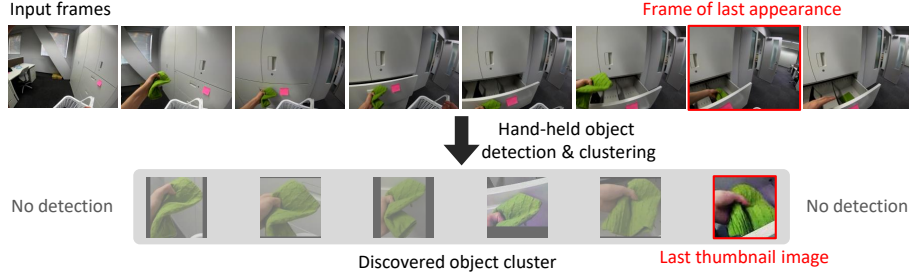 Input frames
Frame of last appearance
Hand-held object
detection & clustering
No detection
No detection
Last thumbnail image
Discovered object cluster